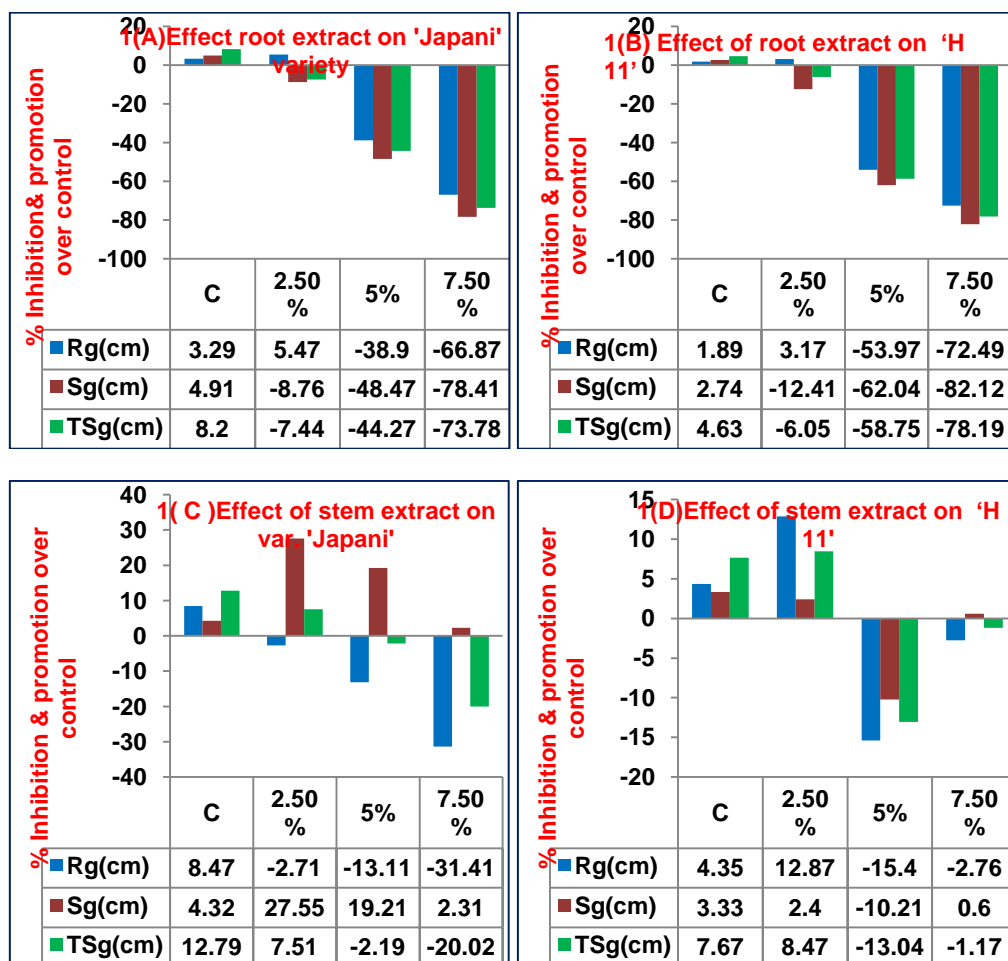 1(A)Effect root extract on 'Japani'
variety
% Inhibition& promotion
over control
20
0
-20
-40
-60
-80
-100
C 2.50 % 5% 7.50 %
Rg(cm) 3.29 5.47 -38.9 -66.87
Sg(cm) 4.91 -8.76 -48.47 -78.41
TSg(cm) 8.2 -7.44 -44.27 -73.78
1(B) Effect of root extract on ‘H
11’
% Inhibition & promotion
over control
20
0
-20
-40
-60
-80
-100
C 2.50 % 5% 7.50 %
Rg(cm) 1.89 3.17 -53.97 -72.49
Sg(cm) 2.74 -12.41 -62.04 -82.12
TSg(cm) 4.63 -6.05 -58.75 -78.19
1( C )Effect of stem extract on
var. 'Japani'
% Inhibition & promotion over
control
40
30
20
10
0
-10
-20
-30
-40
C 2.50 % 5% 7.50 %
Rg(cm) 8.47 -2.71 -13.11 -31.41
Sg(cm) 4.32 27.55 19.21 2.31
TSg(cm) 12.79 7.51 -2.19 -20.02
1(D)Effect of stem extract on ‘H
11'
% Inhibition & promotion over
control
15
10
5
0
-5
-10
-15
-20
C 2.50 % 5% 7.50 %
Rg(cm) 4.35 12.87 -15.4 -2.76
Sg(cm) 3.33 2.4 -10.21 0.6
TSg(cm) 7.67 8.47 -13.04 -1.17